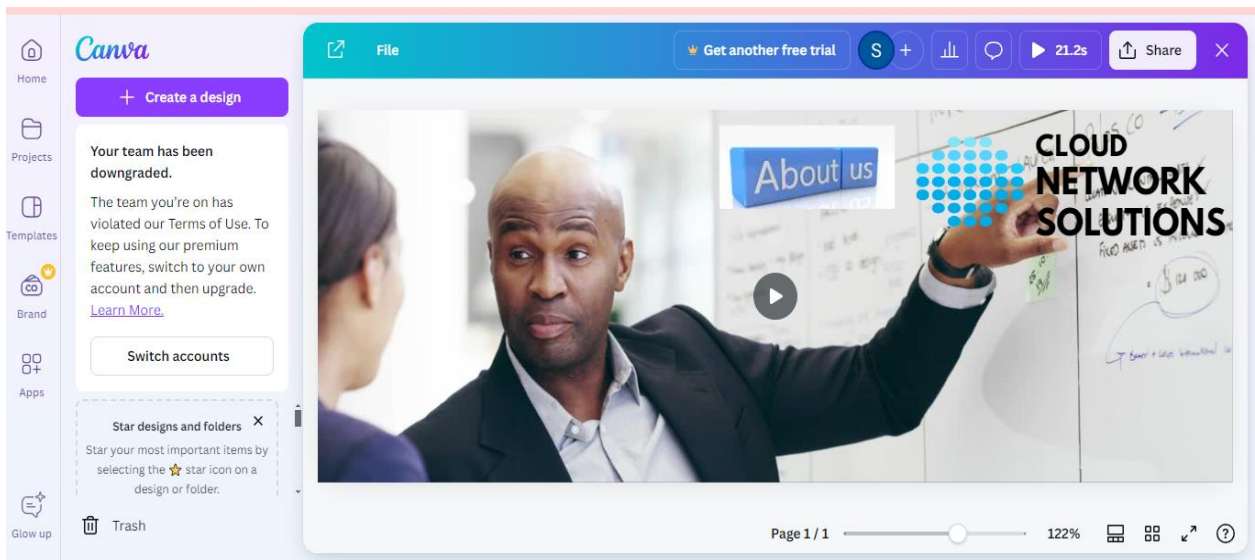 Home
Projects
Templates
Brand
Apps
Glow up
Canva
+ Create a design
Your team has been
downgraded.
The team you're on has
violated our Terms of Use. To
keep using our premium
features, switch to your own
account and then upgrade.
Learn More.
Switch accounts
Star designs and folders
Star your most important items by
selecting the star icon on a
design or folder.
Trash
File
Get another free trial
S
+
21.2s
Share
About us
CLOUD
NETWORK
SOLUTIONS
FIXED ASSETS
Page 1 / 1
122%